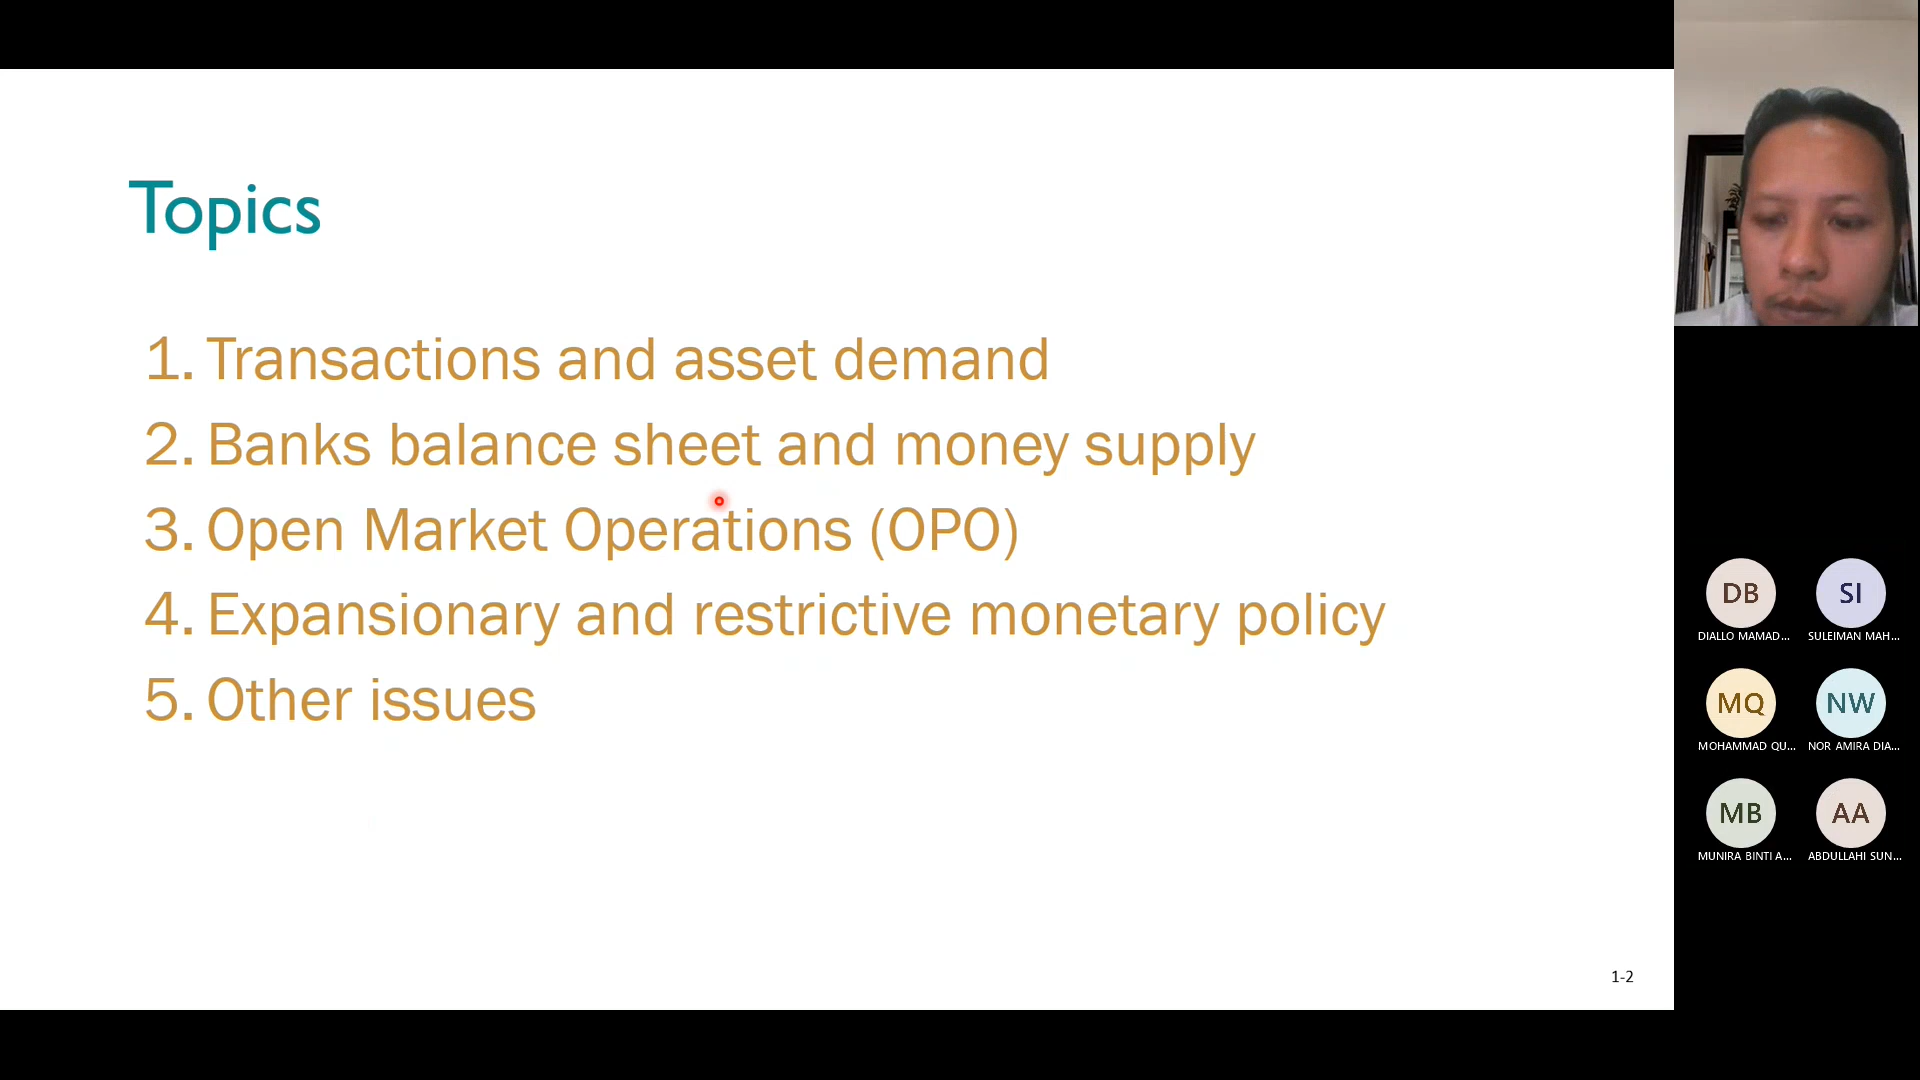 Topics
1. Transactions and asset demand
2. Banks balance sheet and money supply
3. Open Market Operations (OPO)
4. Expansionary and restrictive monetary policy
5. Other issues
1-2
DB
SI
DIALLO MAMAD...
SULEIMAN MAH...
MQ
NW
MOHAMMAD QU...
NOR AMIRA DIA...
MB
AA
MUNIRA BINTI A...
ABDULLAHI SUN...